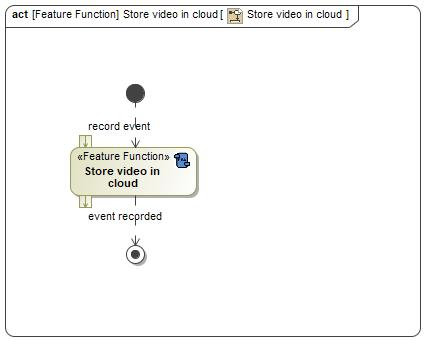 act [Feature Function] Store video in cloud [ Store video in cloud ]
record event
«Feature Function»
Store video in
cloud
event recorded